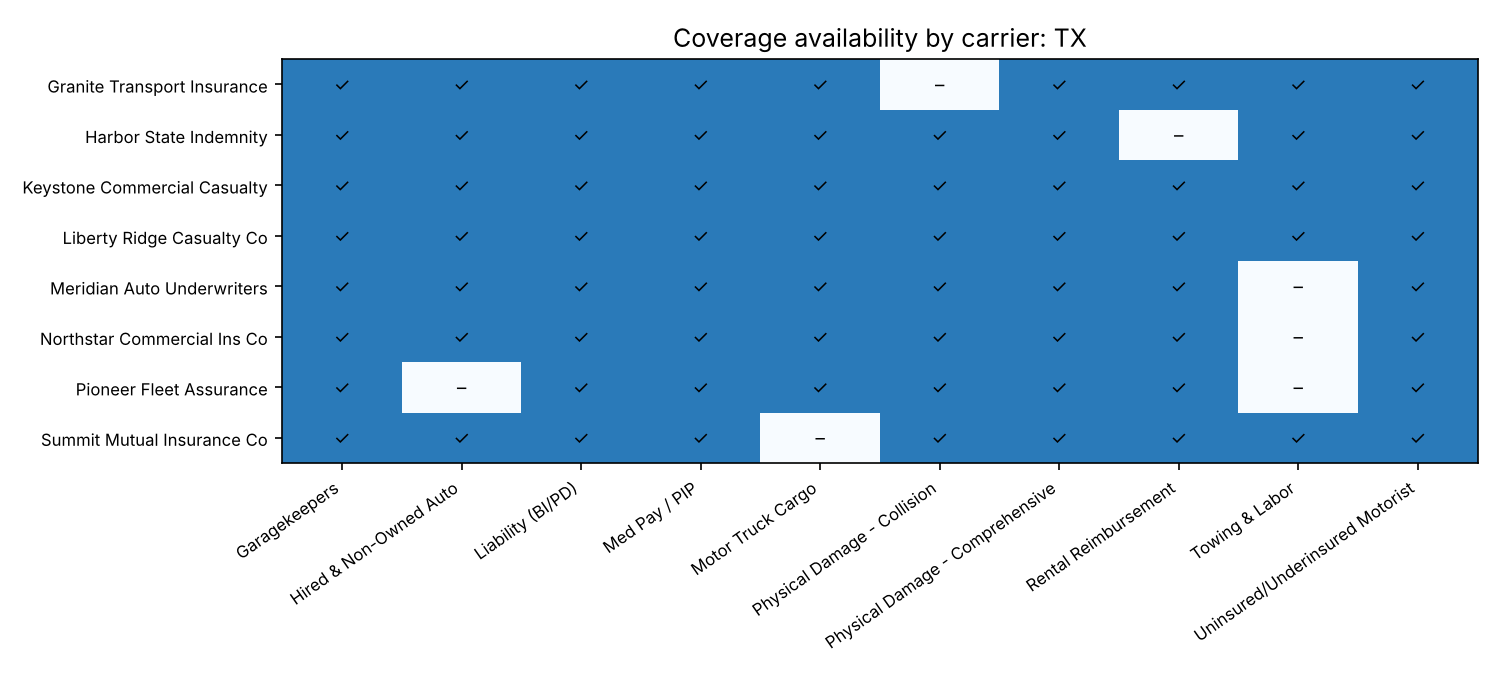 Coverage availability by carrier: TX
Granite Transport Insurance ✓ ✓ ✓ ✓ ✓ – ✓ ✓ ✓ ✓
Harbor State Indemnity ✓ ✓ ✓ ✓ ✓ ✓ ✓ – ✓ ✓
Keystone Commercial Casualty ✓ ✓ ✓ ✓ ✓ ✓ ✓ ✓ ✓ ✓
Liberty Ridge Casualty Co ✓ ✓ ✓ ✓ ✓ ✓ ✓ ✓ ✓ ✓
Meridian Auto Underwriters ✓ ✓ ✓ ✓ ✓ ✓ ✓ ✓ – ✓
Northstar Commercial Ins Co ✓ ✓ ✓ ✓ ✓ ✓ ✓ ✓ – ✓
Pioneer Fleet Assurance ✓ – ✓ ✓ ✓ ✓ ✓ ✓ – ✓
Summit Mutual Insurance Co ✓ ✓ ✓ ✓ – ✓ ✓ ✓ ✓ ✓
Garagekeepers
Hired & Non-Owned Auto
Liability (BI/PD)
Med Pay / PIP
Motor Truck Cargo
Physical Damage - Collision
Physical Damage - Comprehensive
Rental Reimbursement
Towing & Labor
Uninsured/Underinsured Motorist